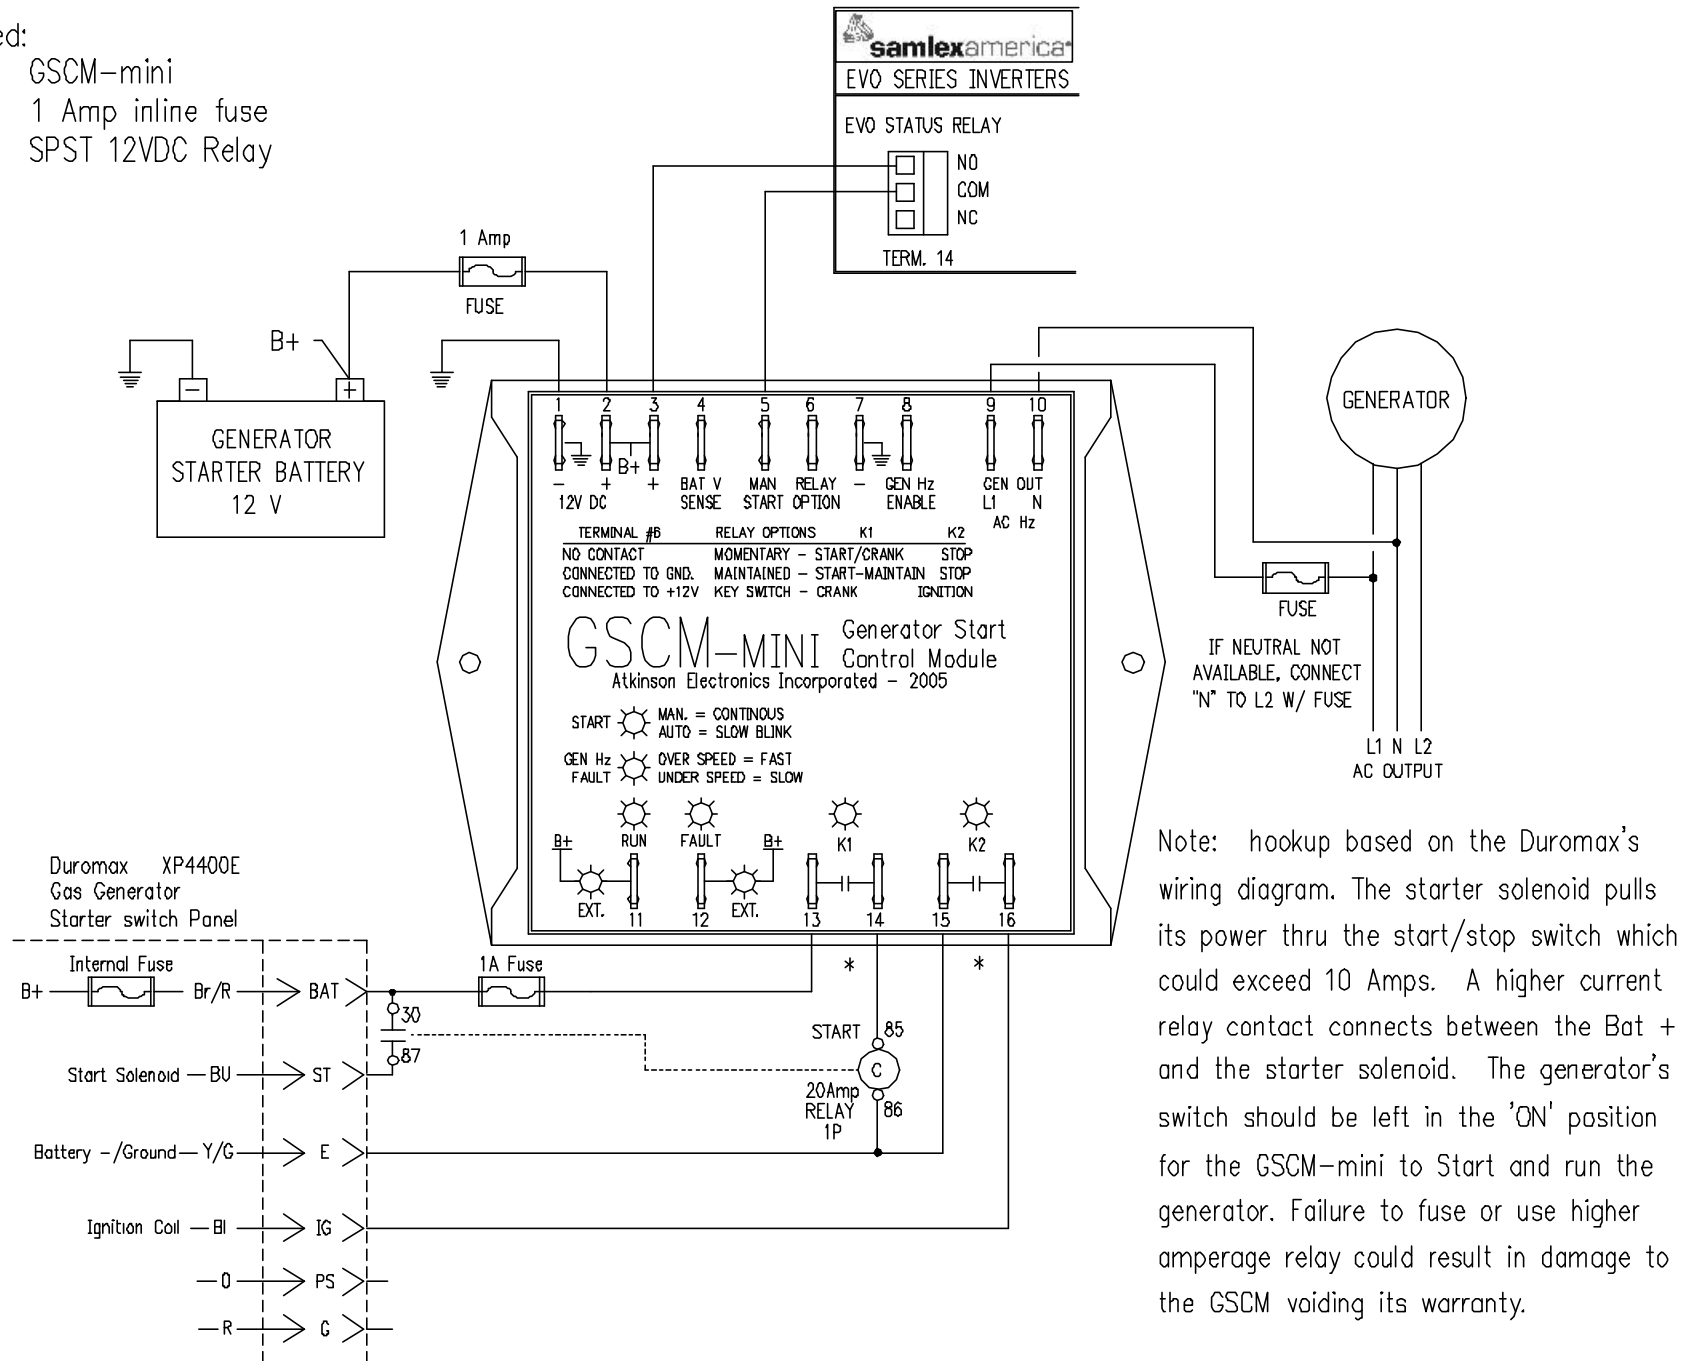 ed:
GSCM-mini
1 Amp inline fuse
SPST 12VDC Relay
samlexamerica
EVO SERIES INVERTERS
EVO STATUS RELAY
NO
COM
NC
TERM. 14
1 Amp
FUSE
B+
- +
GENERATOR
STARTER BATTERY
12 V
1 2 3 4 5 6 7 8 9 10
B+
- + + BAT V MAN RELAY - GEN Hz GEN OUT
12V DC SENSE START OPTION ENABLE L1 N
AC Hz
TERMINAL #6 RELAY OPTIONS K1 K2
NO CONTACT MOMENTARY - START/CRANK STOP
CONNECTED TO GND. MAINTAINED - START-MAINTAIN STOP
CONNECTED TO +12V KEY SWITCH - CRANK IGNITION
GSCM-MINI Generator Start
Control Module
Atkinson Electronics Incorporated - 2005
START MAN. = CONTINOUS
AUTO = SLOW BLINK
GEN Hz OVER SPEED = FAST
FAULT UNDER SPEED = SLOW
RUN FAULT K1 K2
B+ B+
EXT. EXT.
11 12 13 14 15 16
* *
GENERATOR
FUSE
IF NEUTRAL NOT
AVAILABLE, CONNECT
"N" TO L2 W/ FUSE
L1 N L2
AC OUTPUT
Duromax XP4400E
Gas Generator
Starter switch Panel
Internal Fuse
B+ Br/R BAT
1A Fuse
30
87
Start Solenoid BU ST
START 85
C
20Amp
RELAY 86
1P
Battery -/Ground Y/G E
Ignition Coil Bl IG
O PS
R G
Note: hookup based on the Duromax's
wiring diagram. The starter solenoid pulls
its power thru the start/stop switch which
could exceed 10 Amps. A higher current
relay contact connects between the Bat +
and the starter solenoid. The generator's
switch should be left in the 'ON' position
for the GSCM-mini to Start and run the
generator. Failure to fuse or use higher
amperage relay could result in damage to
the GSCM voiding its warranty.